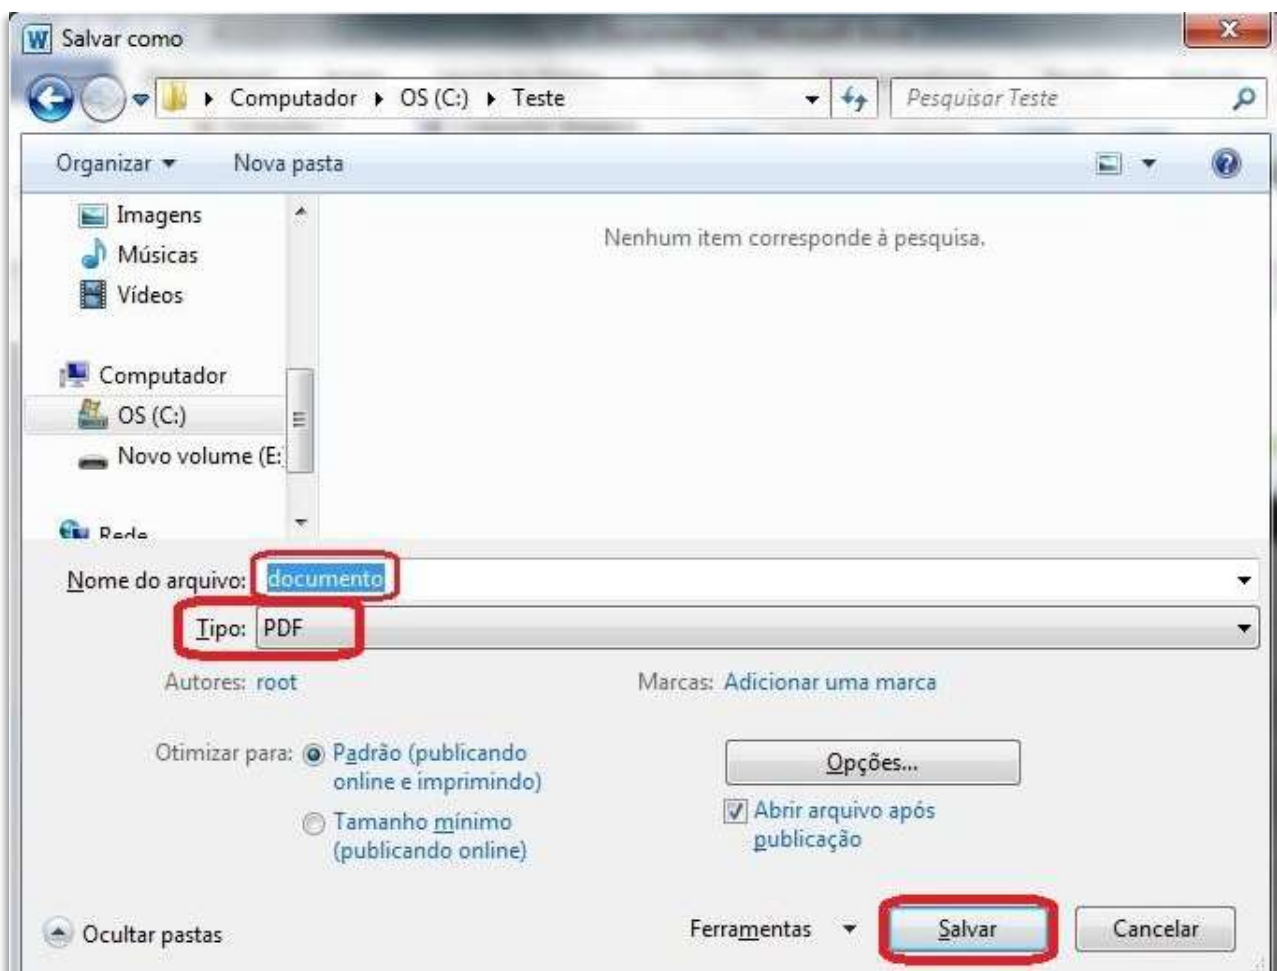 Salvar como
Computador OS (C:) Teste
Pesquisar Teste
Organizar Nova pasta
Imagens
Músicas
Vídeos
Computador
OS (C:)
Novo volume (E:
Rede
Nenhum item corresponde à pesquisa.
Nome do arquivo: documento
Tipo: PDF
Autores: root
Marcas: Adicionar uma marca
Otimizar para: Padrão (publicando
online e imprimindo)
Tamanho mínimo
(publicando online)
Opções...
Abrir arquivo após
publicação
Ocultar pastas
Ferramentas Salvar Cancelar